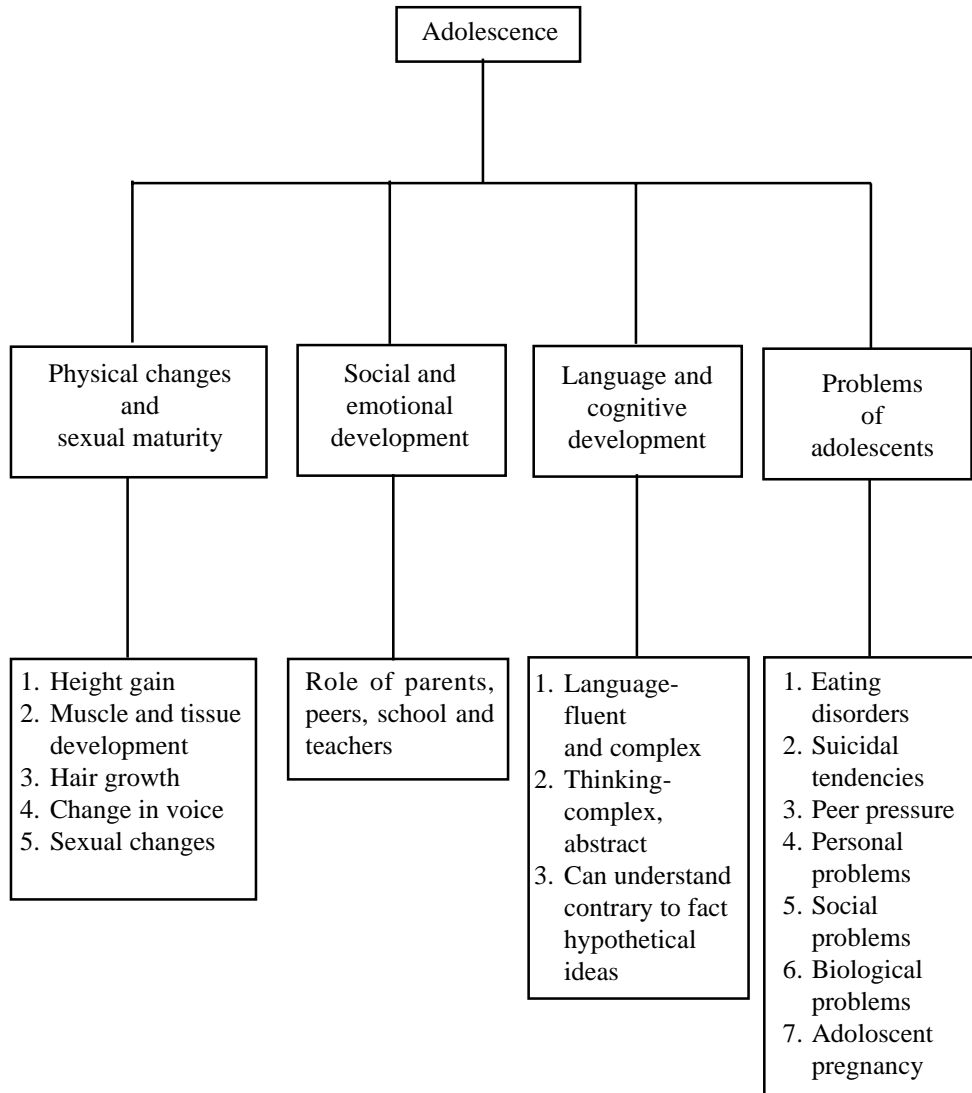 Adolescence
Physical changes
and
sexual maturity
Social and
emotional
development
Language and
cognitive
development
Problems
of
adolescents
1. Height gain
2. Muscle and tissue
development
3. Hair growth
4. Change in voice
5. Sexual changes
Role of parents,
peers, school and
teachers
1. Language-
fluent
and complex
2. Thinking-
complex,
abstract
3. Can understand
contrary to fact
hypothetical
ideas
1. Eating
disorders
2. Suicidal
tendencies
3. Peer pressure
4. Personal
problems
5. Social
problems
6. Biological
problems
7. Adoloscent
pregnancy